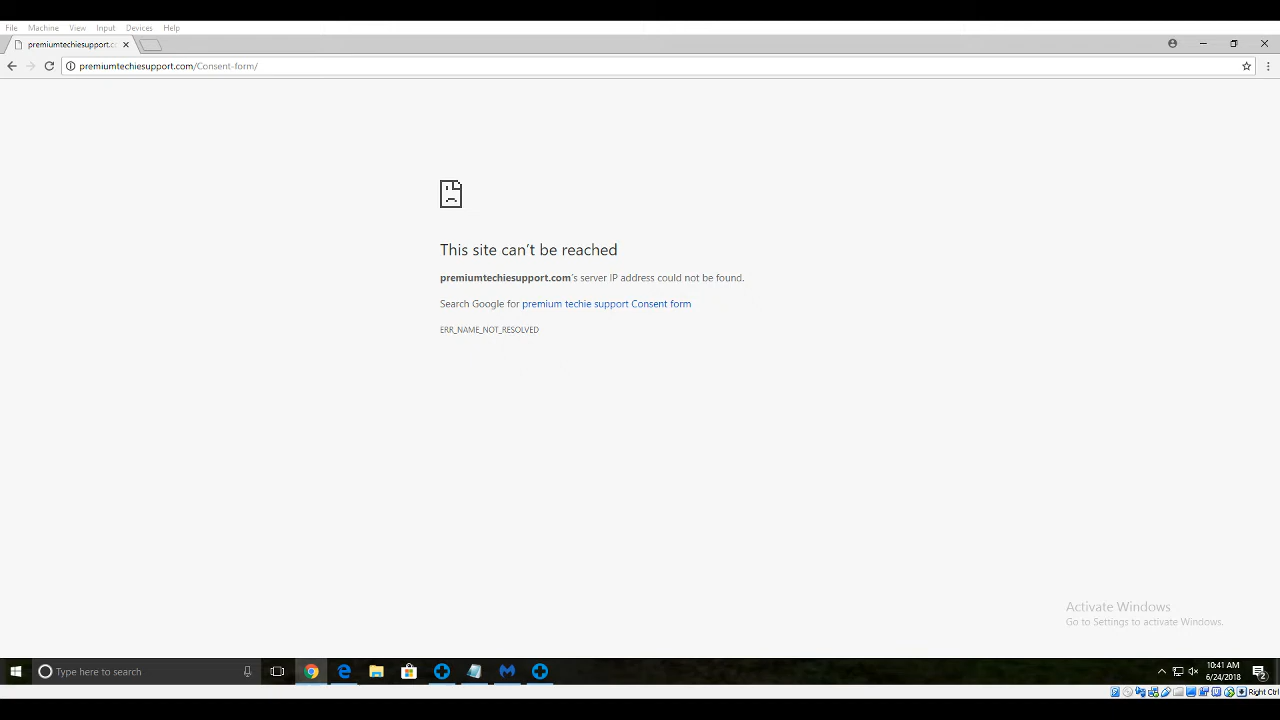 File Machine View Input Devices Help
premiumtechiesupport.c
premiumtechiesupport.com/Consent-form/
This site can't be reached
premiumtechiesupport.com's server IP address could not be found.
Search Google for premium techie support Consent form
ERR_NAME_NOT_RESOLVED
Activate Windows
Go to Settings to activate Windows.
Type here to search
10:41 AM
6/24/2018
2
Right Ctrl